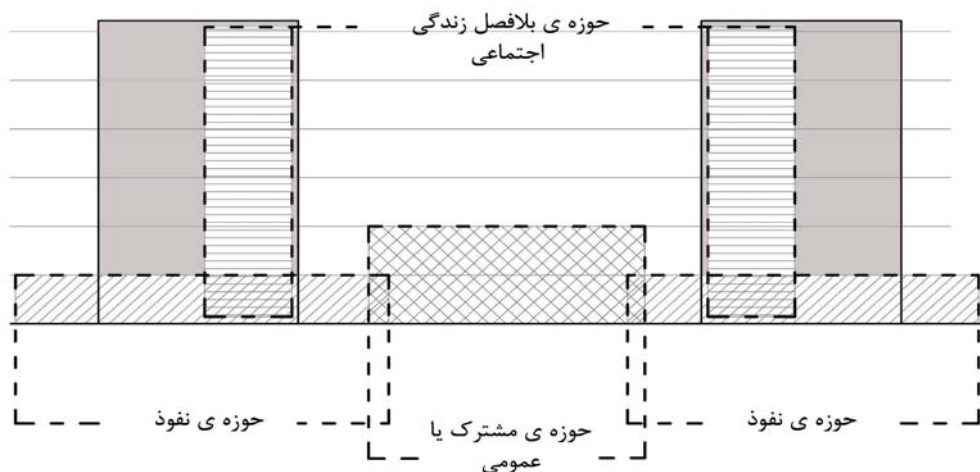 حوزه ی بلافصل زندگی
اجتماعی
حوزه ی نفوذ
حوزه ی مشترک یا
عمومی
حوزه ی نفوذ